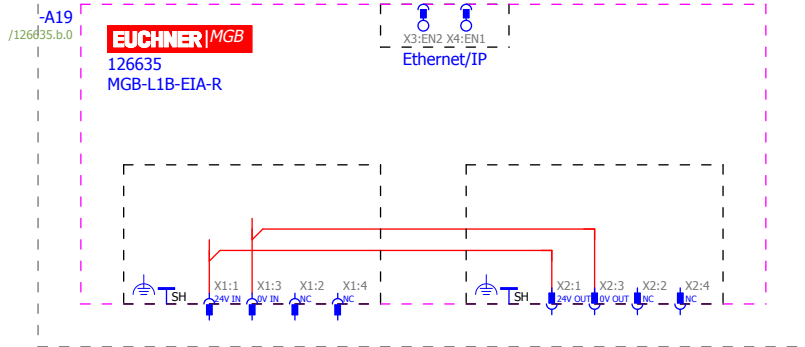 -A19
/126635.b.0
EUCHNER MGB
126635
MGB-L1B-EIA-R
X3:EN2 X4:EN1
Ethernet/IP
SH X1:1 X1:3 X1:2 X1:4
24V IN 0V IN NC NC
SH X2:1 X2:3 X2:2 X2:4
24V OUT 0V OUT NC NC